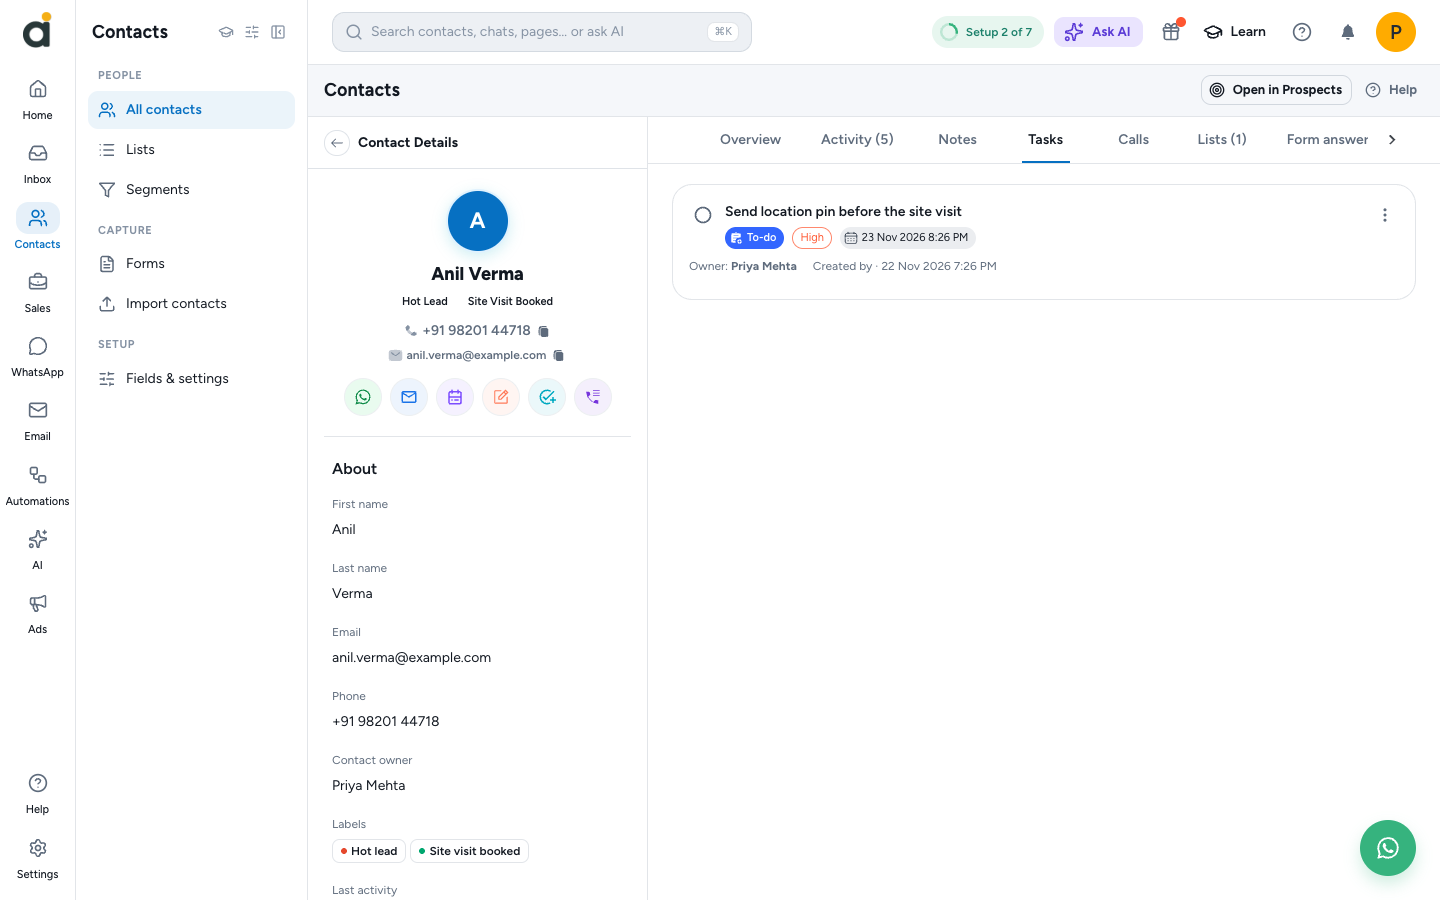 Contacts
Search contacts, chats, pages... or ask AI
⌘K
Setup 2 of 7
Ask AI
Learn
P
Home
Inbox
Contacts
Sales
WhatsApp
Email
Automations
AI
Ads
Help
Settings
PEOPLE
All contacts
Lists
Segments
CAPTURE
Forms
Import contacts
SETUP
Fields & settings
Contacts
Open in Prospects
Help
Contact Details
A
Anil Verma
Hot Lead Site Visit Booked
+91 98201 44718
anil.verma@example.com
About
First name
Anil
Last name
Verma
Email
anil.verma@example.com
Phone
+91 98201 44718
Contact owner
Priya Mehta
Labels
Hot lead Site visit booked
Last activity
Overview Activity (5) Notes Tasks Calls Lists (1) Form answer
Send location pin before the site visit
To-do High 23 Nov 2026 8:26 PM
Owner: Priya Mehta Created by · 22 Nov 2026 7:26 PM